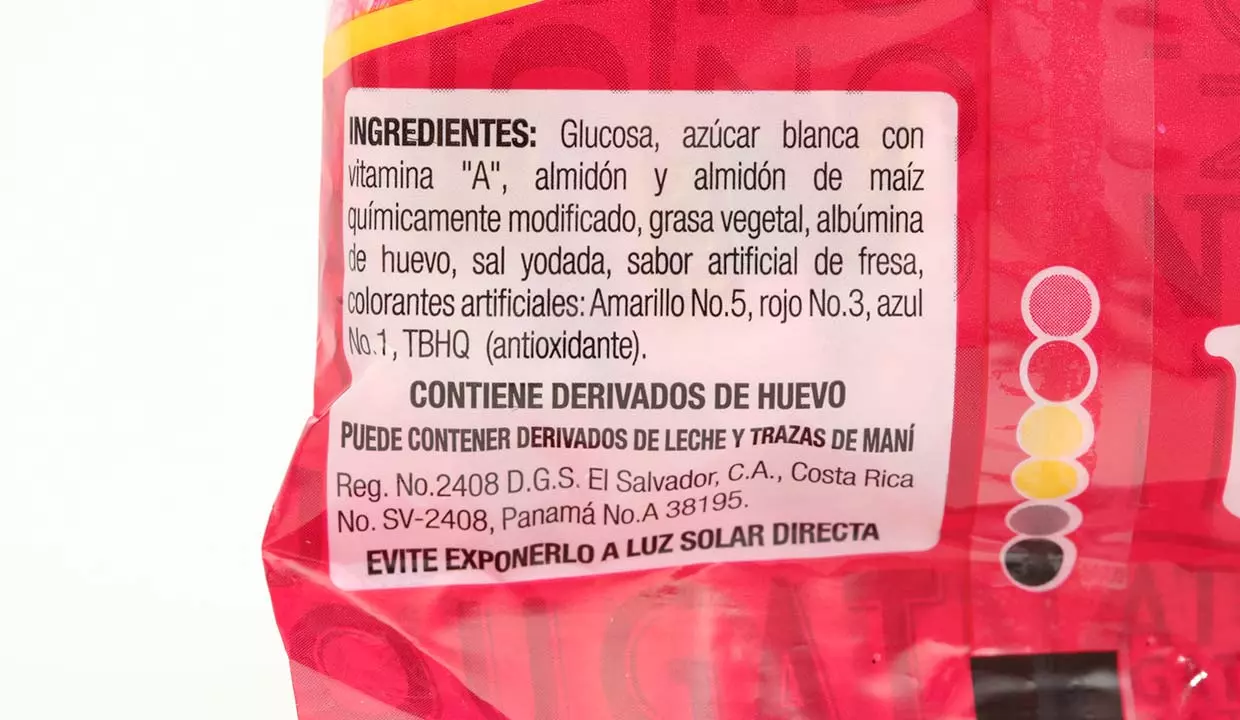 INGREDIENTES: Glucosa, azúcar blanca con
vitamina "A", almidón y almidón de maíz
químicamente modificado, grasa vegetal, albúmina
de huevo, sal yodada, sabor artificial de fresa,
colorantes artificiales: Amarillo No.5, rojo No.3, azul
No.1, TBHQ (antioxidante).
CONTIENE DERIVADOS DE HUEVO
PUEDE CONTENER DERIVADOS DE LECHE Y TRAZAS DE MANÍ
Reg. No.2408 D.G.S. El Salvador, C.A., Costa Rica
No. SV-2408, Panamá No.A 38195.
EVITE EXPONERLO A LUZ SOLAR DIRECTA